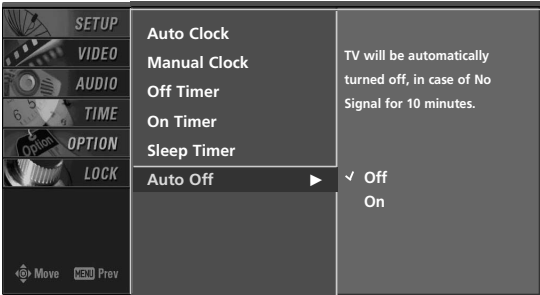 SETUP
VIDEO
AUDIO
TIME
OPTION
LOCK
Move MENU Prev
Auto Clock
Manual Clock
Off Timer
On Timer
Sleep Timer
Auto Off ▶
TV will be automatically
turned off, in case of No
Signal for 10 minutes.
✓ Off
On